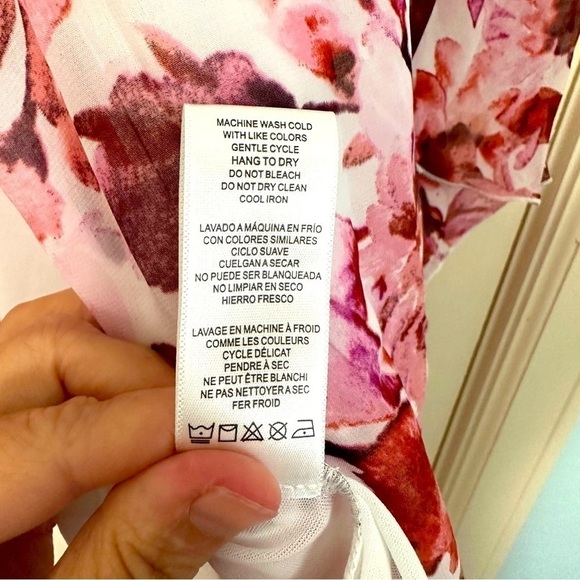 MACHINE WASH COLD
WITH LIKE COLORS
GENTLE CYCLE
HANG TO DRY
DO NOT BLEACH
DO NOT DRY CLEAN
COOL IRON
LAVADO A MÁQUINA EN FRÍO
CON COLORES SIMILARES
CICLO SUAVE
CUELGAN A SECAR
NO PUEDE SER BLANQUEADA
NO LIMPIAR EN SECO
HIERRO FRESCO
LAVAGE EN MACHINE À FROID
COMME LES COULEURS
CYCLE DÉLICAT
PENDRE À SEC
NE PEUT ÊTRE BLANCHI
NE PAS NETTOYER A SEC
FER FROID